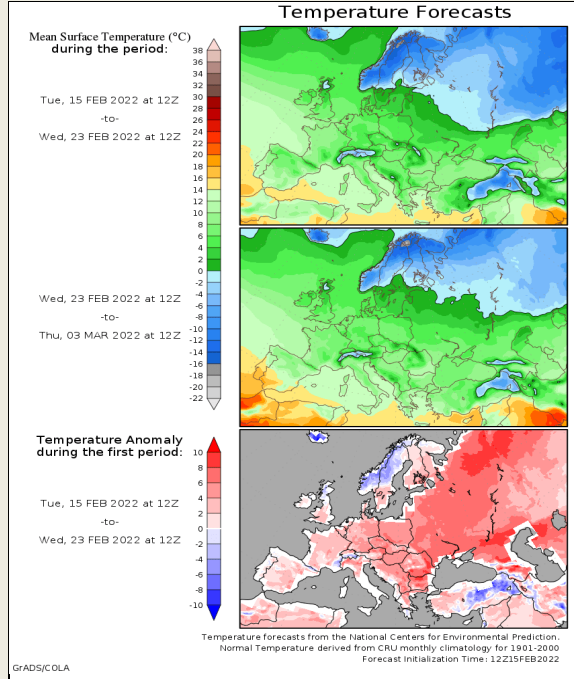 Temperature Forecasts
Mean Surface Temperature (°C)
during the period:
Tue, 15 FEB 2022 at 12Z
-to-
Wed, 23 FEB 2022 at 12Z
38
36
34
32
30
28
26
24
22
20
18
16
14
12
10
8
6
4
2
0
-2
-4
-6
-8
-10
-12
-14
-16
-18
-20
-22
Wed, 23 FEB 2022 at 12Z
-to-
Thu, 03 MAR 2022 at 12Z
Temperature Anomaly
during the first period:
Tue, 15 FEB 2022 at 12Z
-to-
Wed, 23 FEB 2022 at 12Z
10
8
6
4
2
0
-2
-4
-6
-8
-10
Temperature forecasts from the National Centers for Environmental Prediction.
Normal Temperature derived from CRU monthly climatology for 1901-2000
Forecast Initialization Time: 12Z15FEB2022
GrADS/COLA